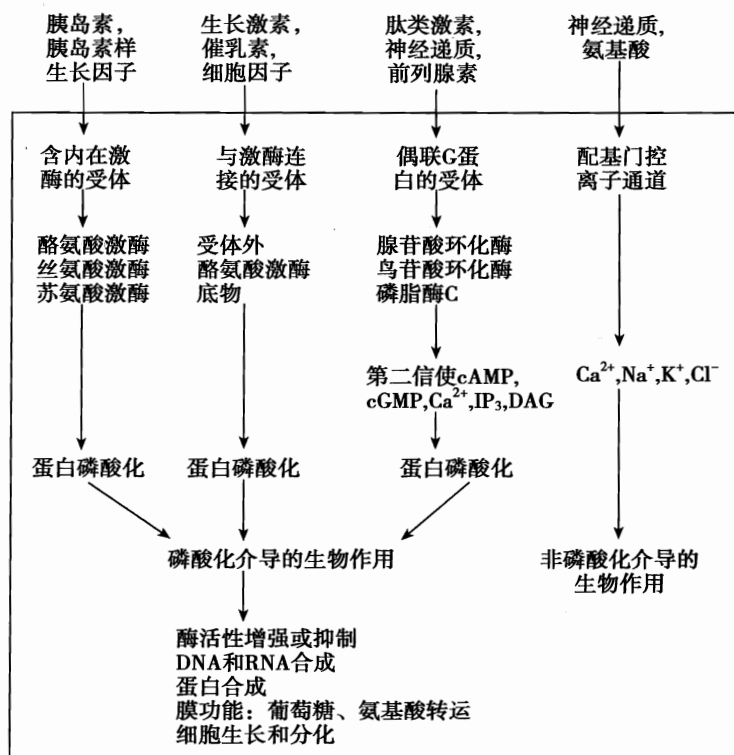 胰岛素,
胰岛素样
生长因子
生长激素,
催乳素,
细胞因子
肽类激素,
神经递质,
前列腺素
神经递质,
氨基酸
含内在激
酶的受体
与激酶连
接的受体
偶联G蛋
白的受体
配基门控
离子通道
酪氨酸激酶
丝氨酸激酶
苏氨酸激酶
受体外
酪氨酸激酶
底物
腺苷酸环化酶
鸟苷酸环化酶
磷脂酶C
第二信使cAMP,
cGMP,Ca²⁺,IP₃,DAG
Ca²⁺,Na⁺,K⁺,Cl⁻
蛋白磷酸化
蛋白磷酸化
蛋白磷酸化
磷酸化介导的生物作用
非磷酸化介导的
生物作用
酶活性增强或抑制
DNA和RNA合成
蛋白合成
膜功能：葡萄糖、氨基酸转运
细胞生长和分化